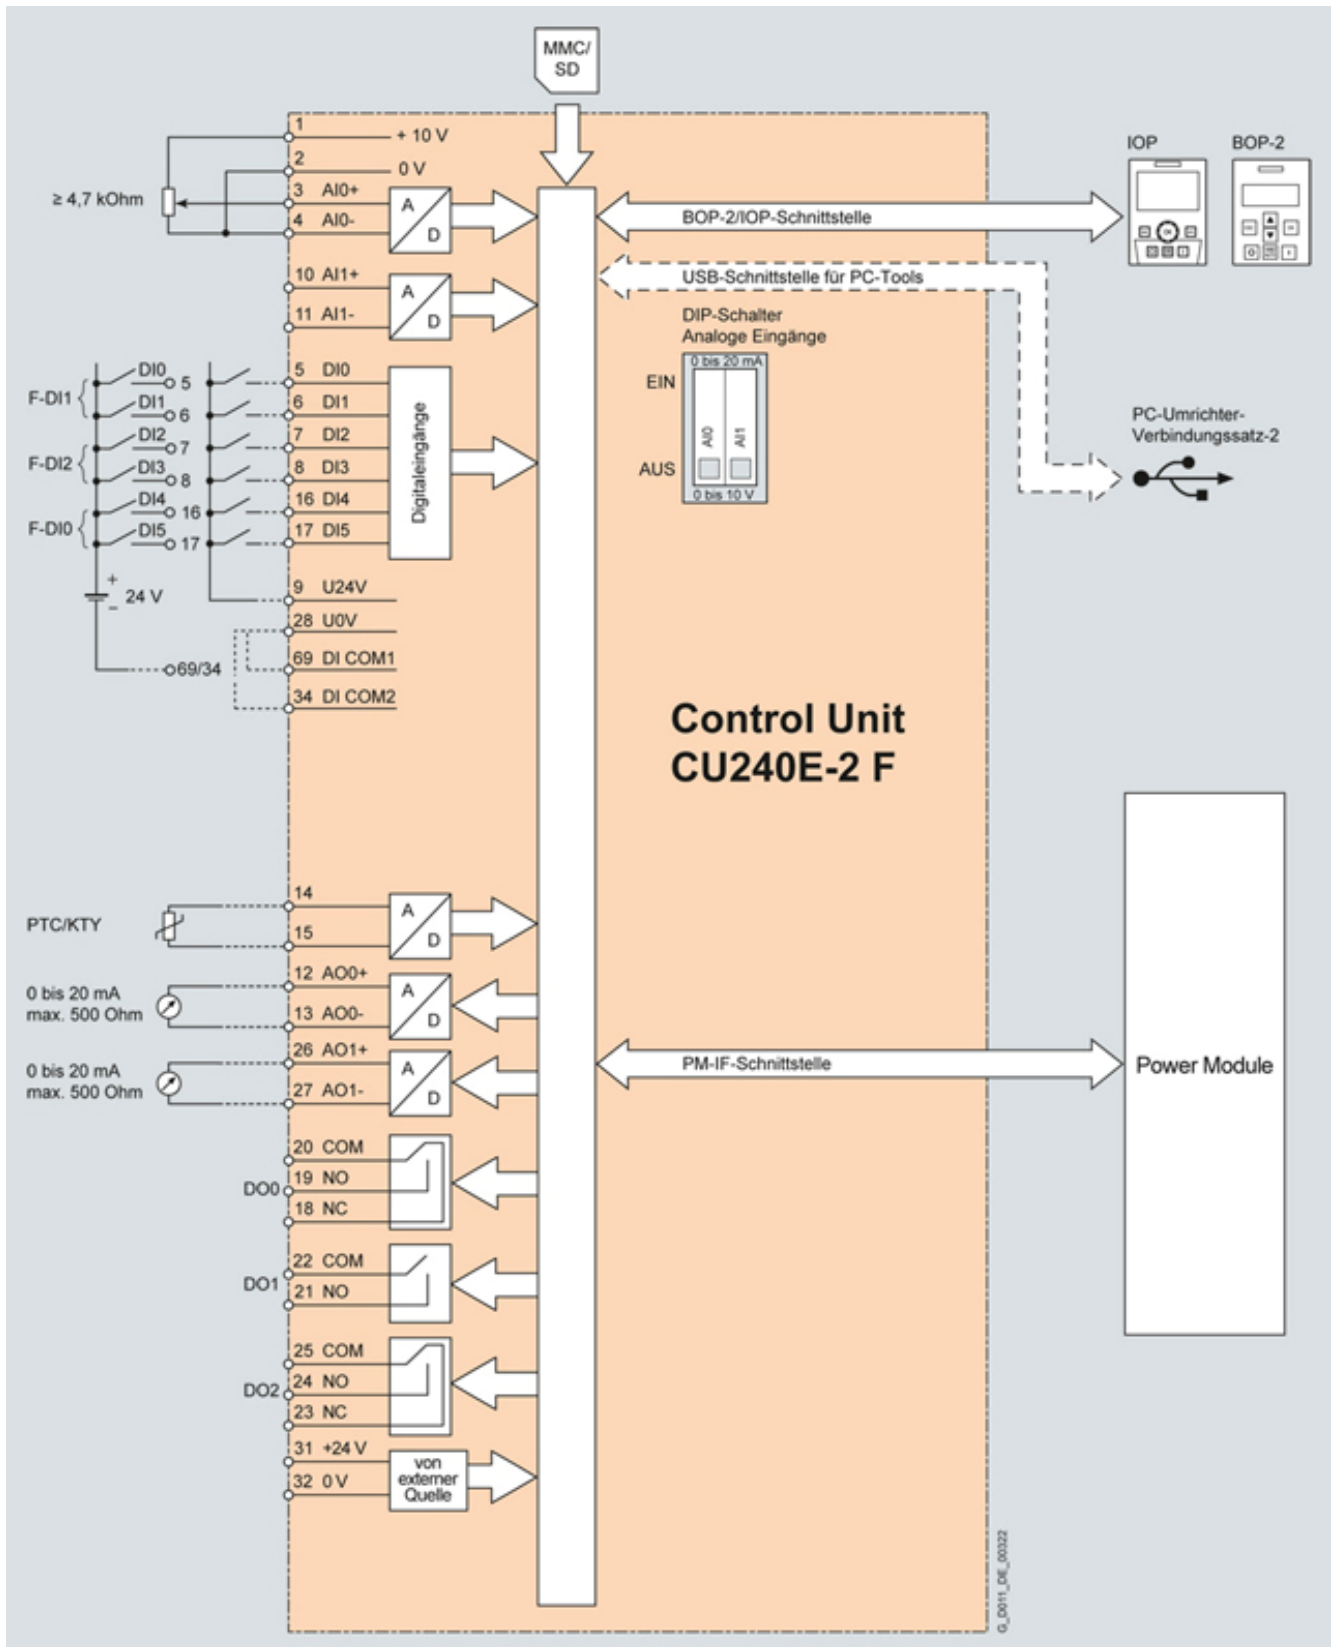 MMC/
SD
1
+ 10 V
2
0 V
3 AI0+
4 AI0-
≥ 4,7 kOhm
A
D
BOP-2/IOP-Schnittstelle
IOP
BOP-2
10 AI1+
11 AI1-
A
D
USB-Schnittstelle für PC-Tools
DIP-Schalter
Analoge Eingänge
0 bis 20 mA
EIN
AI0
AI1
AUS
0 bis 10 V
PC-Umrichter-
Verbindungssatz-2
F-DI1
DI0
5
DI1
6
F-DI2
DI2
7
DI3
8
F-DI0
DI4
16
DI5
17
5 DI0
6 DI1
7 DI2
8 DI3
16 DI4
17 DI5
Digitaleingänge
+
–
24 V
69/34
9 U24V
28 U0V
69 DI COM1
34 DI COM2
Control Unit
CU240E-2 F
PTC/KTY
14
15
A
D
0 bis 20 mA
max. 500 Ohm
12 AO0+
13 AO0-
A
D
0 bis 20 mA
max. 500 Ohm
26 AO1+
27 AO1-
A
D
PM-IF-Schnittstelle
Power Module
DO0
20 COM
19 NO
18 NC
DO1
22 COM
21 NO
DO2
25 COM
24 NO
23 NC
31 +24 V
32 0 V
von
externer
Quelle
G_D011_DE_00322